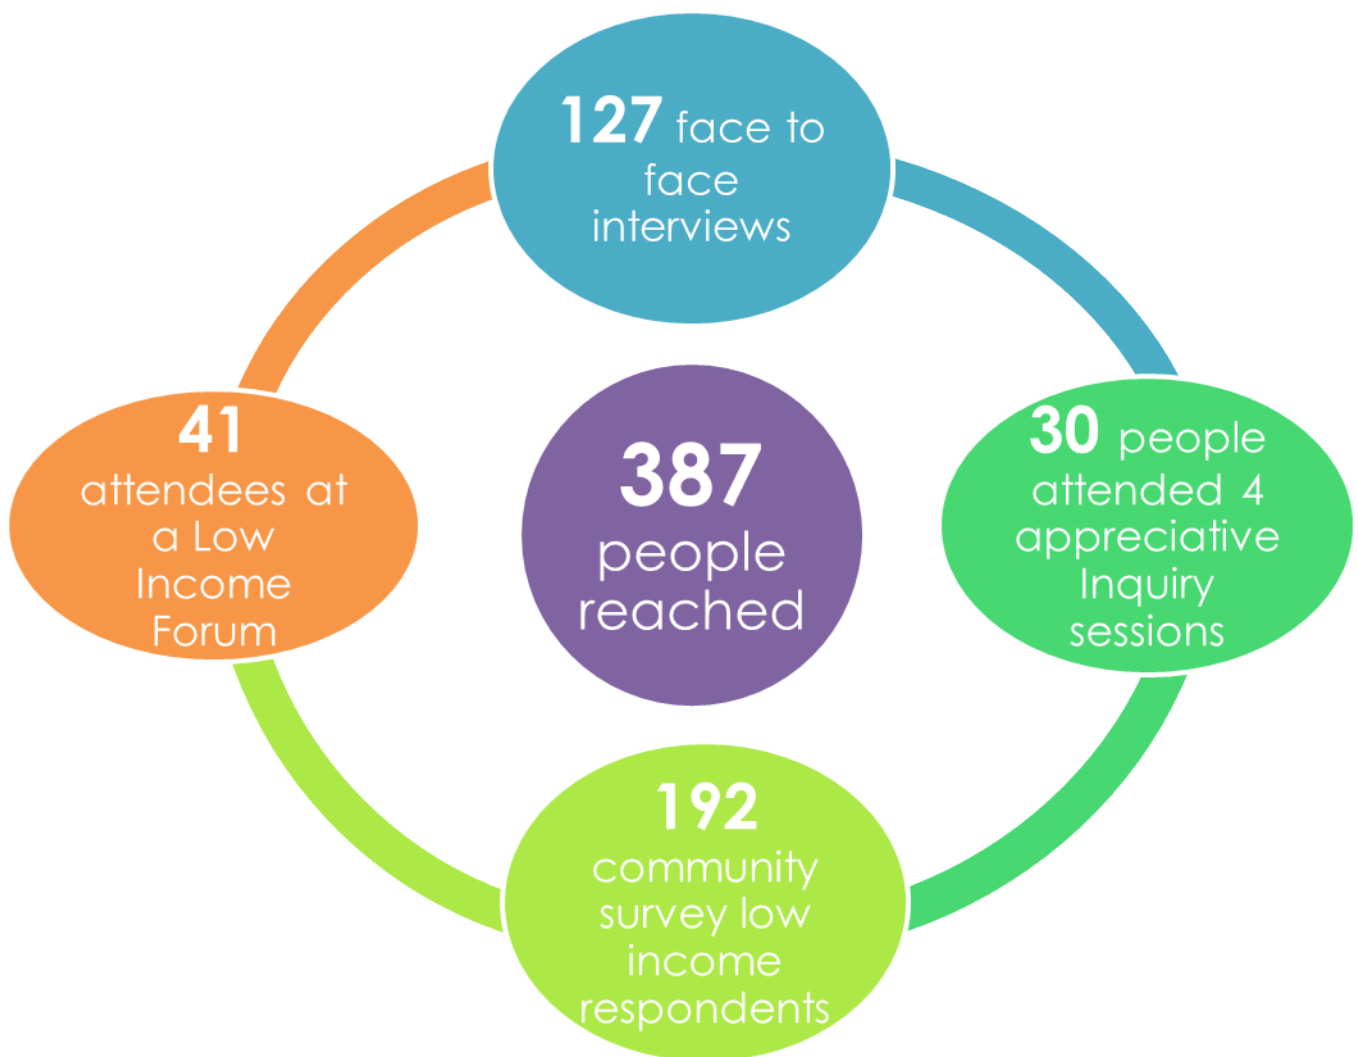 127 face to
face
interviews
41
attendees at
a Low
Income
Forum
387
people
reached
30 people
attended 4
appreciative
Inquiry
sessions
192
community
survey low
income
respondents